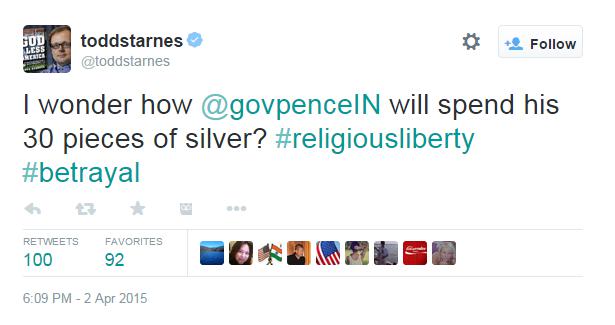 GOD
LESS
AMERICA
toddstarnes
@toddstarnes
Follow
I wonder how @govpenceIN will spend his
30 pieces of silver? #religiousliberty
#betrayal
RETWEETS
FAVORITES
100
92
6:09 PM - 2 Apr 2015